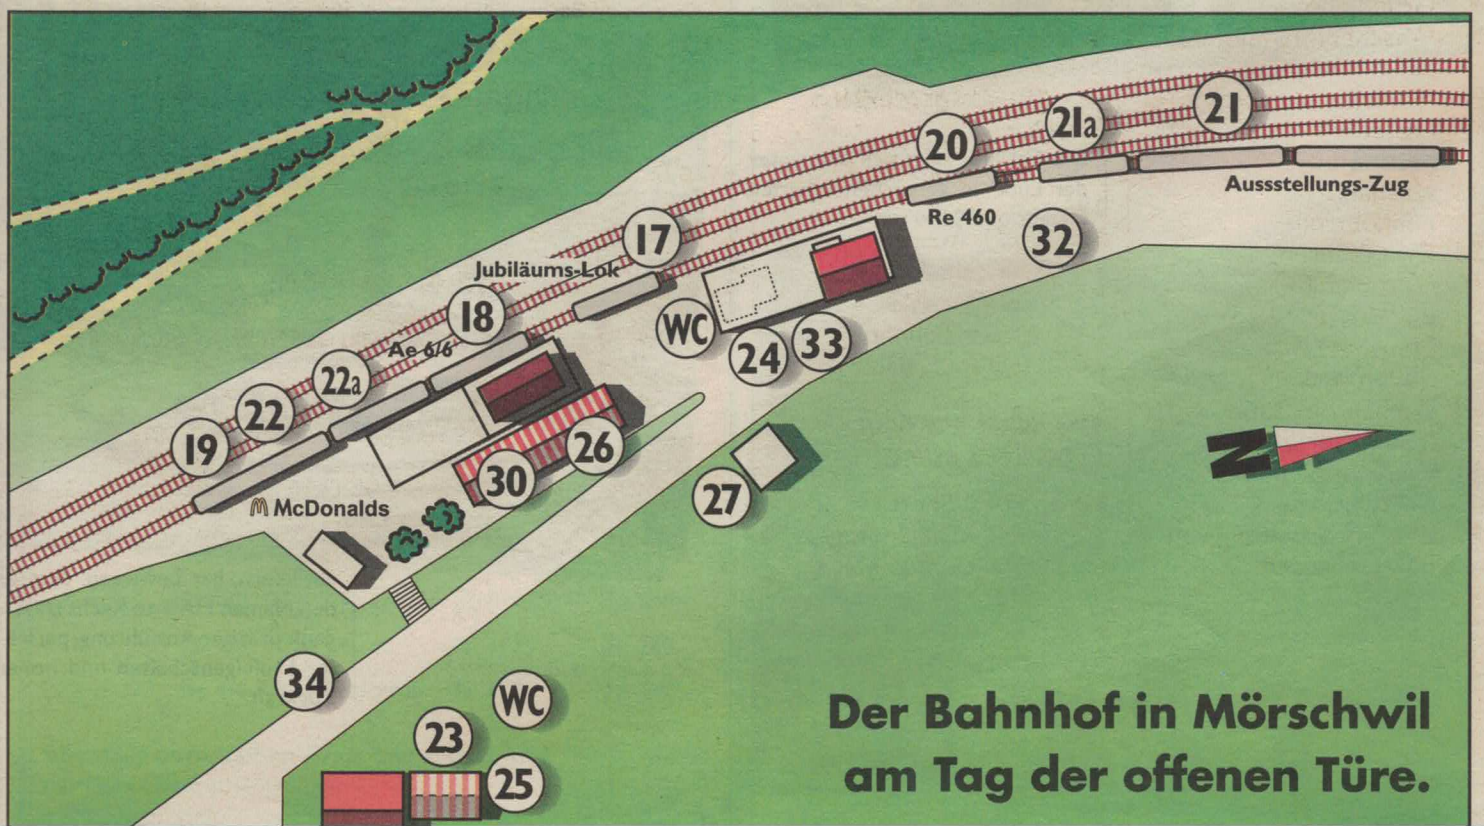 21
21a
20
Aussstellungs-Zug
Re 460
17
32
Jubiläums-Lok
18
WC
24
33
Ae 6/6
22a
22
19
26
30
27
N
McDonalds
34
WC
23
25
Der Bahnhof in Mörschwil
am Tag der offenen Türe.